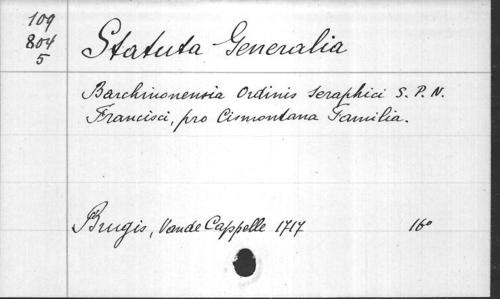 109
804
5
Statuta Generalia
Barchinonensia Ordinis Seraphici S. P. N.
Francisci, pro Cismontana Familia.
Brugis, Vande Cappelle 1717 16°